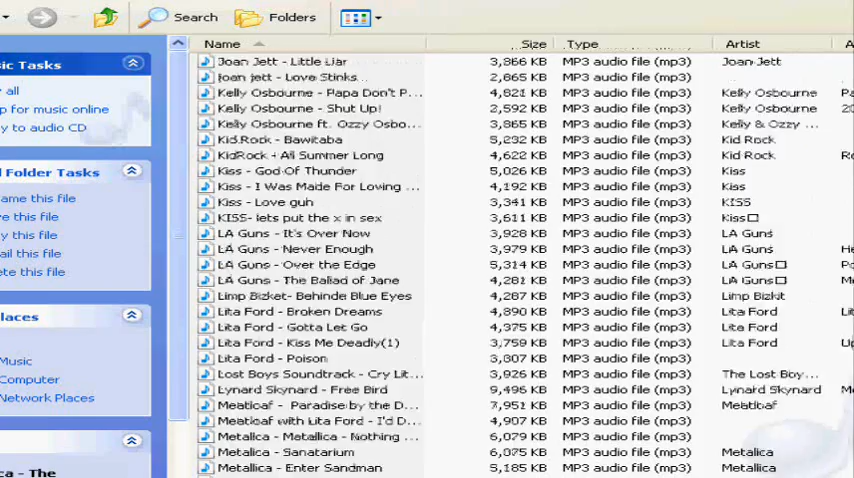 Search Folders
Name Size Type Artist A
Joan Jett - Little Liar 3,866 KB MP3 audio file (mp3) Joan Jett
joan jett - Love Stinks 2,865 KB MP3 audio file (mp3)
Kelly Osbourne - Papa Don't P... 4,821 KB MP3 audio file (mp3) Kelly Osbourne Pa
Kelly Osbourne - Shut Up! 2,592 KB MP3 audio file (mp3) Kelly Osbourne 20
Kelly Osbourne ft. Ozzy Osbo... 3,865 KB MP3 audio file (mp3) Kelly & Ozzy ...
Kid Rock - Bawitaba 5,232 KB MP3 audio file (mp3) Kid Rock
KidRock - All Summer Long 4,622 KB MP3 audio file (mp3) Kid Rock Ro
Kiss - God Of Thunder 5,026 KB MP3 audio file (mp3) Kiss
Kiss - I Was Made For Loving ... 4,192 KB MP3 audio file (mp3) Kiss
Kiss - Love guh 3,341 KB MP3 audio file (mp3) KISS
KISS- lets put the x in sex 3,611 KB MP3 audio file (mp3) Kiss
LA Guns - It's Over Now 3,928 KB MP3 audio file (mp3) LA Guns
LA Guns - Never Enough 3,979 KB MP3 audio file (mp3) LA Guns
LA Guns - Over the Edge 5,314 KB MP3 audio file (mp3) LA Guns
LA Guns - The Ballad of Jane 4,281 KB MP3 audio file (mp3) LA Guns
Limp Bizket- Behinde Blue Eyes 4,287 KB MP3 audio file (mp3) Limp Bizkit
Lita Ford - Broken Dreams 4,890 KB MP3 audio file (mp3) Lita Ford
Lita Ford - Gotta Let Go 4,375 KB MP3 audio file (mp3) Lita Ford
Lita Ford - Kiss Me Deadly(1) 3,759 KB MP3 audio file (mp3) Lita Ford
Lita Ford - Poison 3,807 KB MP3 audio file (mp3)
Lost Boys Soundtrack - Cry Lit... 3,926 KB MP3 audio file (mp3) The Lost Boy...
Lynard Skynard - Free Bird 9,496 KB MP3 audio file (mp3) Lynard Skynard
Meatloaf - Paradise by the D... 7,951 KB MP3 audio file (mp3) Meatloaf
Meatloaf with Lita Ford - I'd D... 4,907 KB MP3 audio file (mp3)
Metallca - Metallica - Nothing ... 6,079 KB MP3 audio file (mp3)
Metallica - Sanatarium 6,075 KB MP3 audio file (mp3) Metallica
Metallica - Enter Sandman 5,185 KB MP3 audio file (mp3) Metallica
sic Tasks
all
p for music online
y to audio CD
Folder Tasks
ame this file
ve this file
y this file
ail this file
ete this file
laces
Music
Computer
Network Places
ca - The